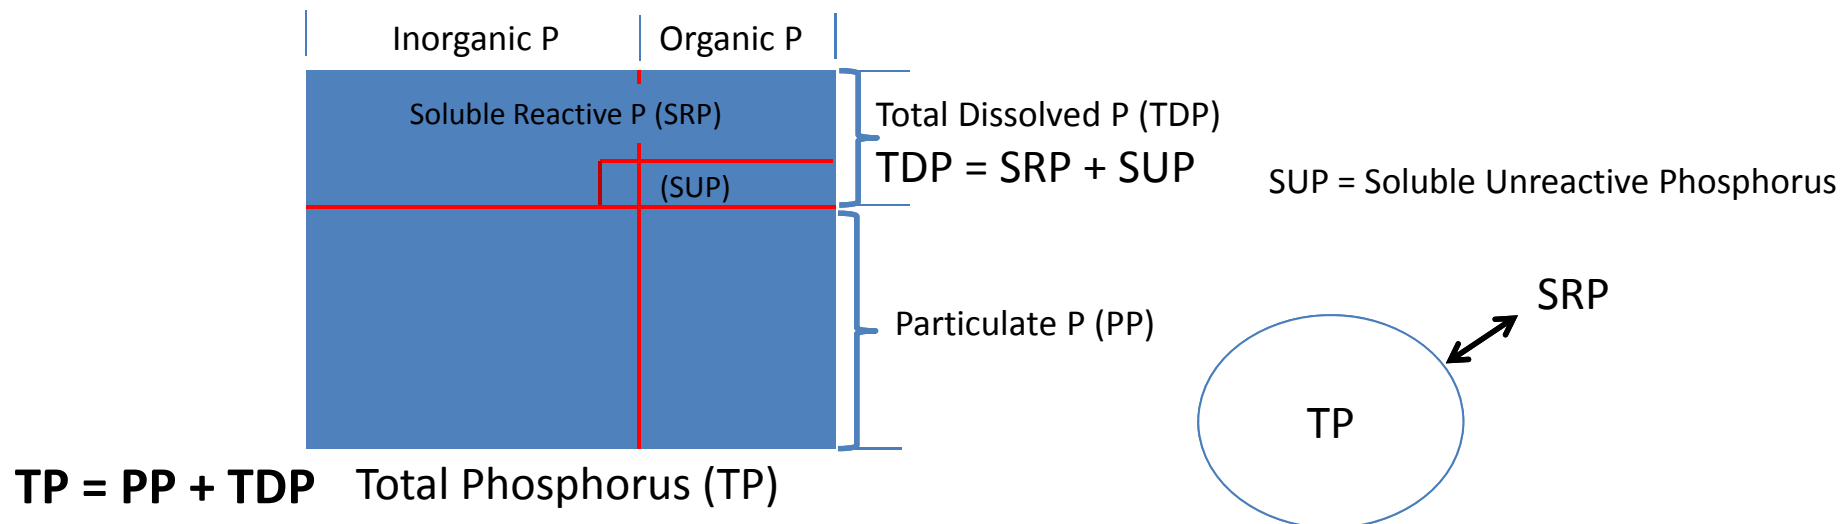 Inorganic P
Organic P
Soluble Reactive P (SRP)
(SUP)
Total Dissolved P (TDP)
TDP = SRP + SUP
SUP = Soluble Unreactive Phosphorus
Particulate P (PP)
SRP
TP
TP = PP + TDP
Total Phosphorus (TP)